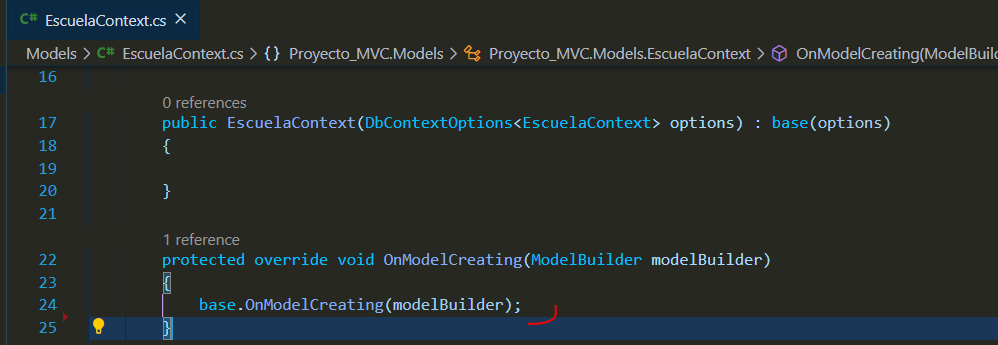 C# EscuelaContext.cs ×
Models > C# EscuelaContext.cs > {} Proyecto_MVC.Models > Proyecto_MVC.Models.EscuelaContext > OnModelCreating(ModelBuil
16
0 references
17 public EscuelaContext(DbContextOptions<EscuelaContext> options) : base(options)
18 {
19
20 }
21
1 reference
22 protected override void OnModelCreating(ModelBuilder modelBuilder)
23 {
24 base.OnModelCreating(modelBuilder);
25 }